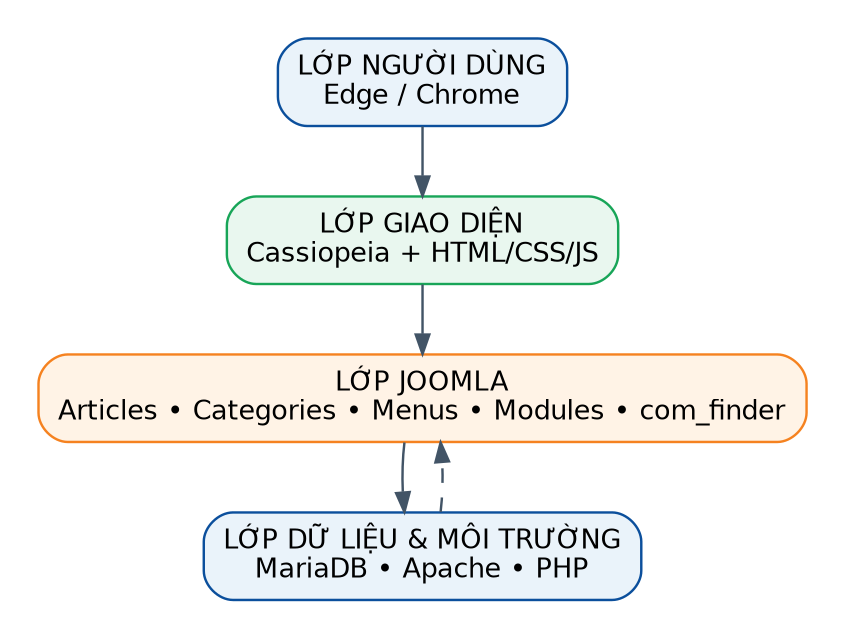 LỚP NGƯỜI DÙNG
Edge / Chrome
LỚP GIAO DIỆN
Cassiopeia + HTML/CSS/JS
LỚP JOOMLA
Articles • Categories • Menus • Modules • com_finder
LỚP DỮ LIỆU & MÔI TRƯỜNG
MariaDB • Apache • PHP